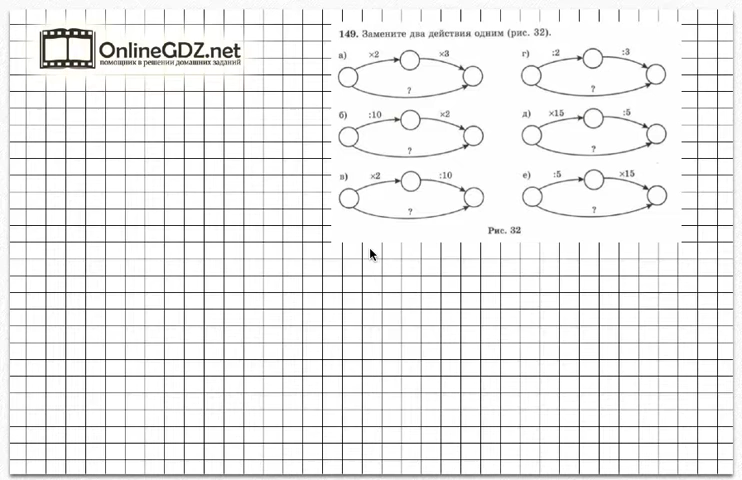 OnlineGDZ.net
помощник в решении домашних заданий
149. Замените два действия одним (рис. 32).
а) ×2 ×3
?
г) :2 :3
?
б) :10 ×2
?
д) ×15 :5
?
в) ×2 :10
?
е) :5 ×15
?
Рис. 32